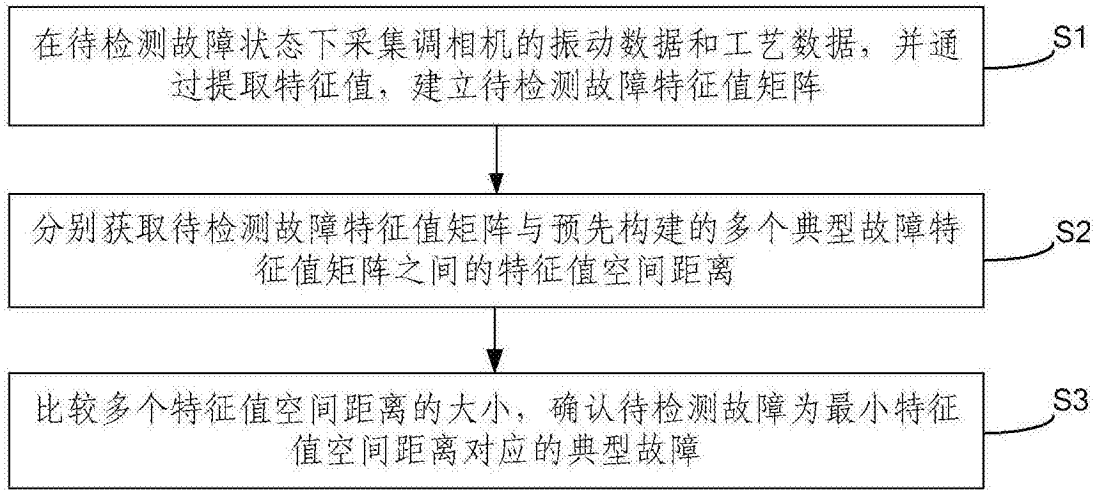 在待检测故障状态下采集调相机的振动数据和工艺数据，并通
过提取特征值，建立待检测故障特征值矩阵
S1
分别获取待检测故障特征值矩阵与预先构建的多个典型故障特
征值矩阵之间的特征值空间距离
S2
比较多个特征值空间距离的大小，确认待检测故障为最小特征
值空间距离对应的典型故障
S3